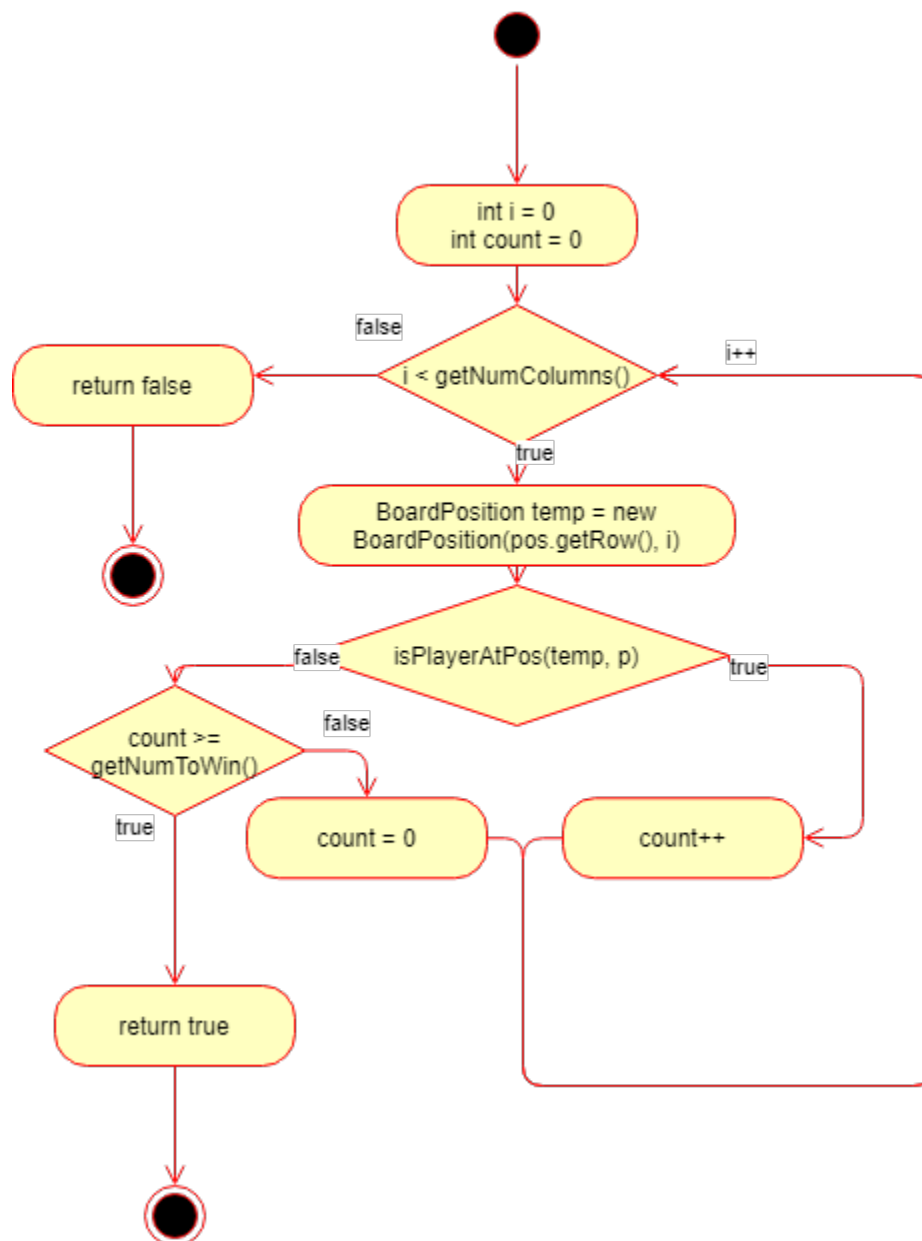 int i = 0
int count = 0
false
i++
return false
i < getNumColumns()
true
BoardPosition temp = new
BoardPosition(pos.getRow(), i)
false
isPlayerAtPos(temp, p)
true
false
count >=
getNumToWin()
true
count = 0
count++
return true